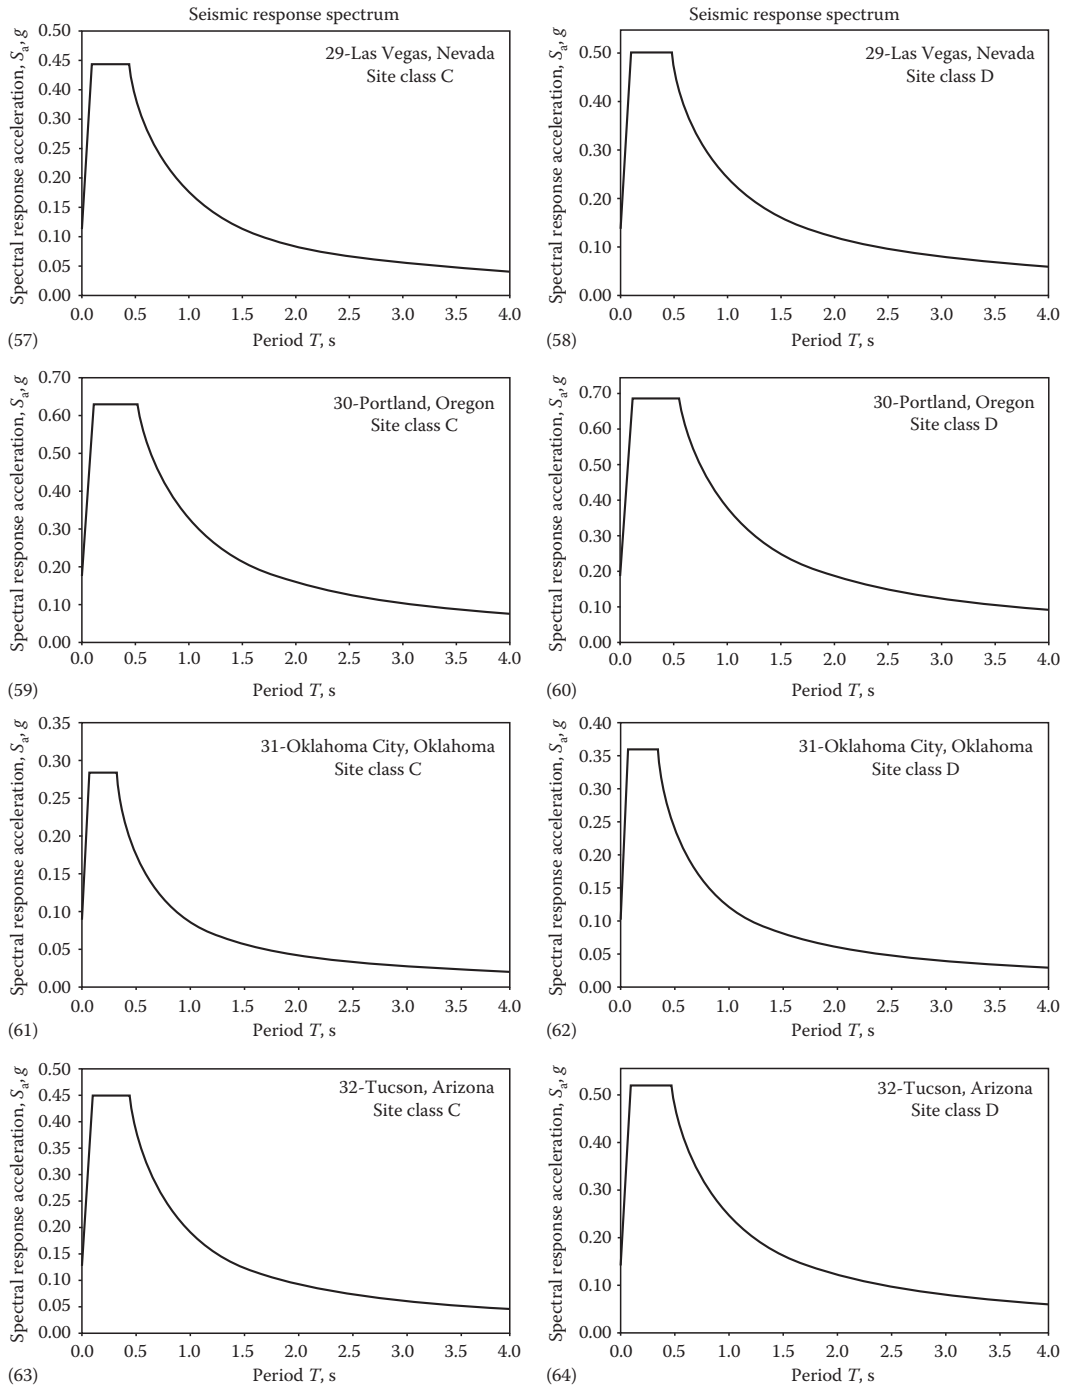 Seismic response spectrum
Spectral response acceleration, Sa, g
0.50
0.45
0.40
0.35
0.30
0.25
0.20
0.15
0.10
0.05
0.00
29-Las Vegas, Nevada
Site class C
0.0 0.5 1.0 1.5 2.0 2.5 3.0 3.5 4.0
(57) Period T, s
Seismic response spectrum
Spectral response acceleration, Sa, g
0.50
0.40
0.30
0.20
0.10
0.00
29-Las Vegas, Nevada
Site class D
0.0 0.5 1.0 1.5 2.0 2.5 3.0 3.5 4.0
(58) Period T, s
Spectral response acceleration, Sa, g
0.70
0.60
0.50
0.40
0.30
0.20
0.10
0.00
30-Portland, Oregon
Site class C
0.0 0.5 1.0 1.5 2.0 2.5 3.0 3.5 4.0
(59) Period T, s
Spectral response acceleration, Sa, g
0.70
0.60
0.50
0.40
0.30
0.20
0.10
0.00
30-Portland, Oregon
Site class D
0.0 0.5 1.0 1.5 2.0 2.5 3.0 3.5 4.0
(60) Period T, s
Spectral response acceleration, Sa, g
0.35
0.30
0.25
0.20
0.15
0.10
0.05
0.00
31-Oklahoma City, Oklahoma
Site class C
0.0 0.5 1.0 1.5 2.0 2.5 3.0 3.5 4.0
(61) Period T, s
Spectral response acceleration, Sa, g
0.40
0.35
0.30
0.25
0.20
0.15
0.10
0.05
0.00
31-Oklahoma City, Oklahoma
Site class D
0.0 0.5 1.0 1.5 2.0 2.5 3.0 3.5 4.0
(62) Period T, s
Spectral response acceleration, Sa, g
0.50
0.45
0.40
0.35
0.30
0.25
0.20
0.15
0.10
0.05
0.00
32-Tucson, Arizona
Site class C
0.0 0.5 1.0 1.5 2.0 2.5 3.0 3.5 4.0
(63) Period T, s
Spectral response acceleration, Sa, g
0.50
0.40
0.30
0.20
0.10
0.00
32-Tucson, Arizona
Site class D
0.0 0.5 1.0 1.5 2.0 2.5 3.0 3.5 4.0
(64) Period T, s